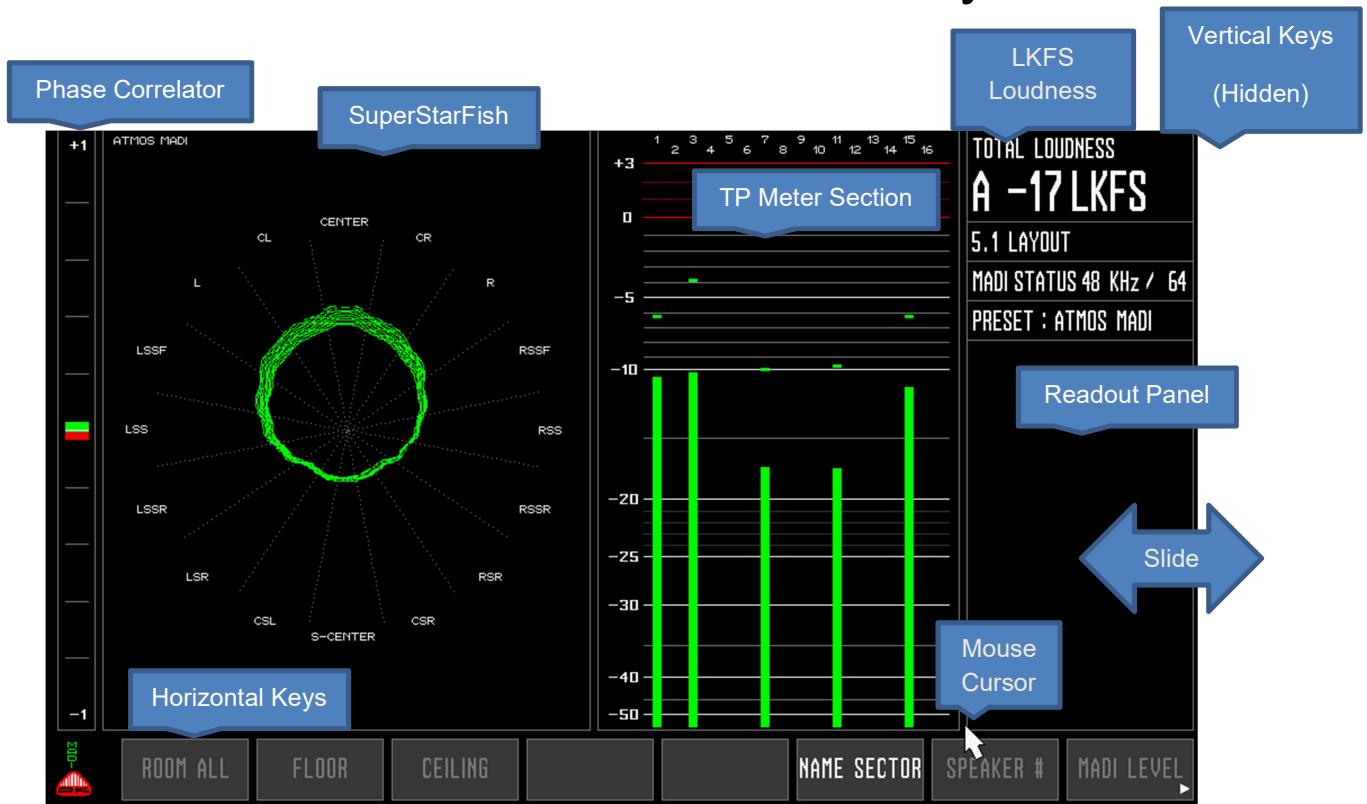 Vertical Keys
(Hidden)
LKFS
Loudness
Phase Correlator
SuperStarFish
+1
ATMOS MADI
1 2 3 4 5 6 7 8 9 10 11 12 13 14 15 16
TOTAL LOUDNESS
+3
TP Meter Section
A -17 LKFS
0
CENTER
CL
CR
5.1 LAYOUT
L
R
MADI STATUS 48 KHz / 64
-5
PRESET : ATMOS MADI
LSSF
RSSF
-10
Readout Panel
LSS
RSS
-20
LSSR
RSSR
-25
Slide
LSR
RSR
-30
CSL
CSR
S-CENTER
Mouse
Cursor
-40
Horizontal Keys
-1
-50
MADI-
ROOM ALL
FLOOR
CEILING
NAME SECTOR
SPEAKER #
MADI LEVEL